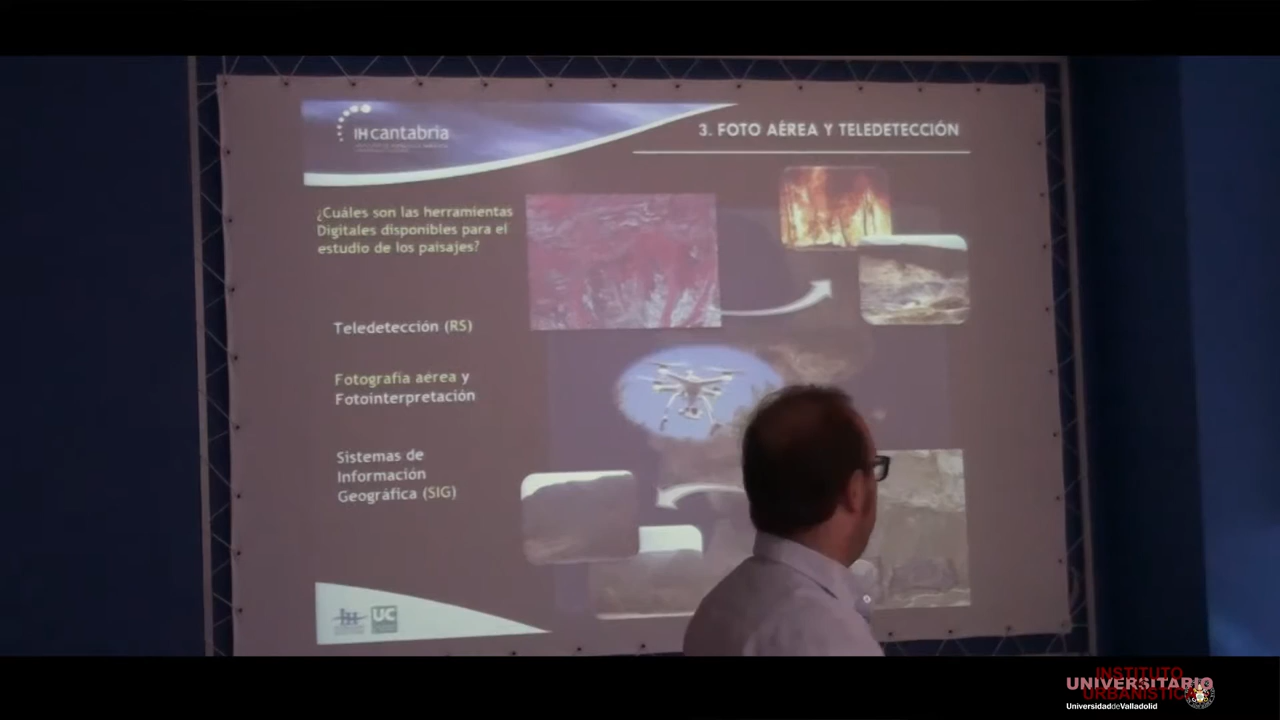 IHcantabria
3. FOTO AÉREA Y TELEDETECCIÓN
¿Cuáles son las herramientas
Digitales disponibles para el
estudio de los paisajes?
Teledetección (RS)
Fotografía aérea y
Fotointerpretación
Sistemas de
Información
Geográfica (SIG)
IH
UC
INSTITUTO
UNIVERSITARIO
URBANÍSTICA
UniversidaddeValladolid